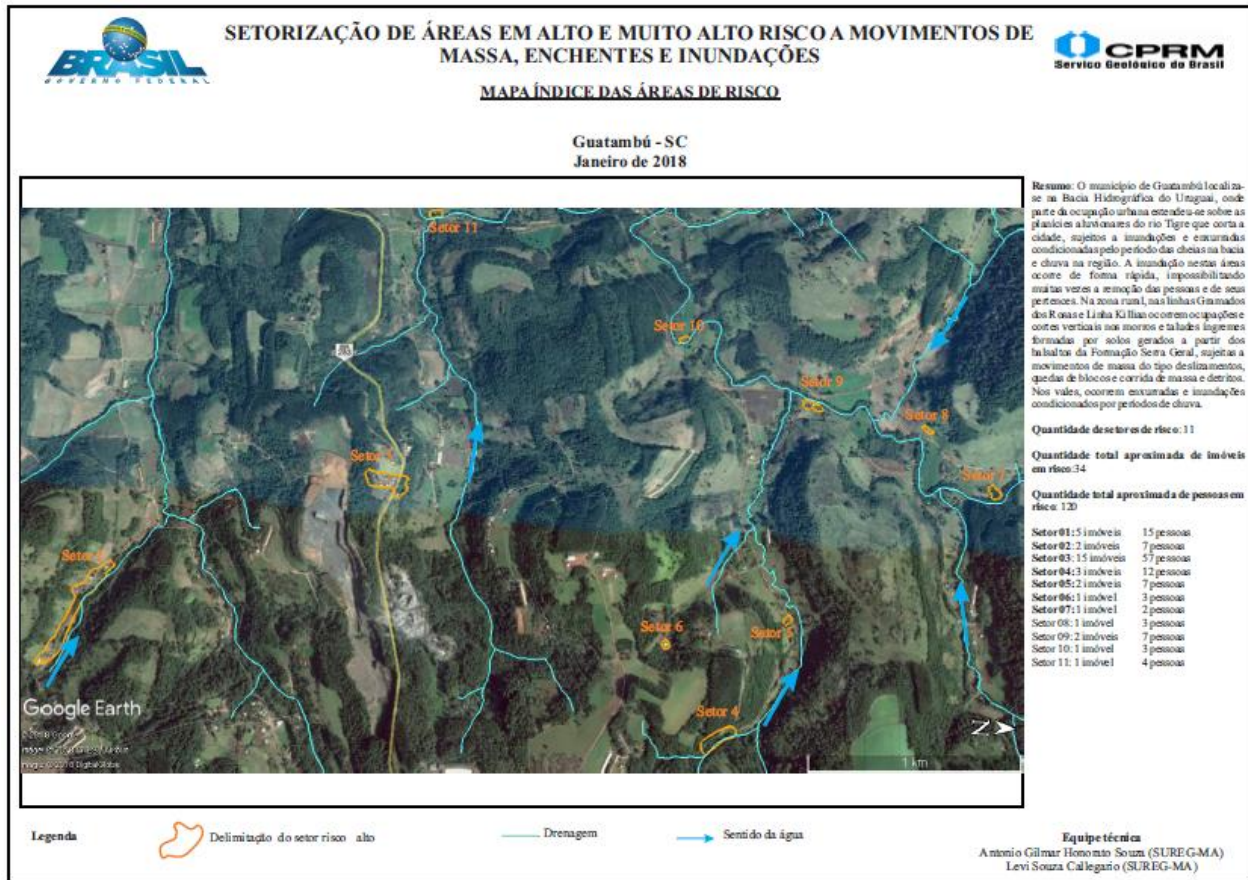 BRASIL
GOVERNO FEDERAL
SETORIZAÇÃO DE ÁREAS EM ALTO E MUITO ALTO RISCO A MOVIMENTOS DE
MASSA, ENCHENTES E INUNDAÇÕES
CPRM
Serviço Geológico do Brasil
MAPA ÍNDICE DAS ÁREAS DE RISCO
Guatambú - SC
Janeiro de 2018
Setor 11
Setor 10
Setor 9
Setor 8
Setor 6
Setor 4
Google Earth
1 km
Resumo: O município de Guatambú localiza-
se na Bacia Hidrográfica do Uruguai, onde
parte da ocupação urbana estendeu-se sobre as
planícies aluvionares do rio Tigre que corta a
cidade, sujeitos a inundações e enxurradas
condicionadas pelo período das cheias na bacia
e chuva na região. A inundação nestas áreas
ocorre de forma rápida, impossibilitando
muitas vezes a remoção das pessoas e de seus
pertences. Na zona rural, nas linhas Gramados
dos Rosas e Linha Killian ocorrem ocupações e
cortes verticais nos morros e taludes íngremes
formadas por solos gerados a partir dos
basaltos da Formação Serra Geral, sujeitas a
movimentos de massa do tipo deslizamentos,
quedas de blocos e corrida de massa e detritos.
Nos vales, ocorrem enxurradas e inundações
condicionados por períodos de chuva.
Quantidade de setores de risco: 11
Quantidade total aproximada de imóveis
em risco:34
Quantidade total aproximada de pessoas em
risco: 120
Setor 01: 5 imóveis 15 pessoas
Setor 02: 2 imóveis 7 pessoas
Setor 03: 15 imóveis 57 pessoas
Setor 04: 3 imóveis 12 pessoas
Setor 05: 2 imóveis 7 pessoas
Setor 06: 1 imóvel 3 pessoas
Setor 07: 1 imóvel 2 pessoas
Setor 08: 1 imóvel 3 pessoas
Setor 09: 2 imóveis 7 pessoas
Setor 10: 1 imóvel 3 pessoas
Setor 11: 1 imóvel 4 pessoas
Legenda
Delimitação do setor risco alto
Drenagem
Sentido da água
Equipe técnica
Antonio Gilmar Honorato Souza (SUREG-MA)
Levi Souza Callegario (SUREG-MA)